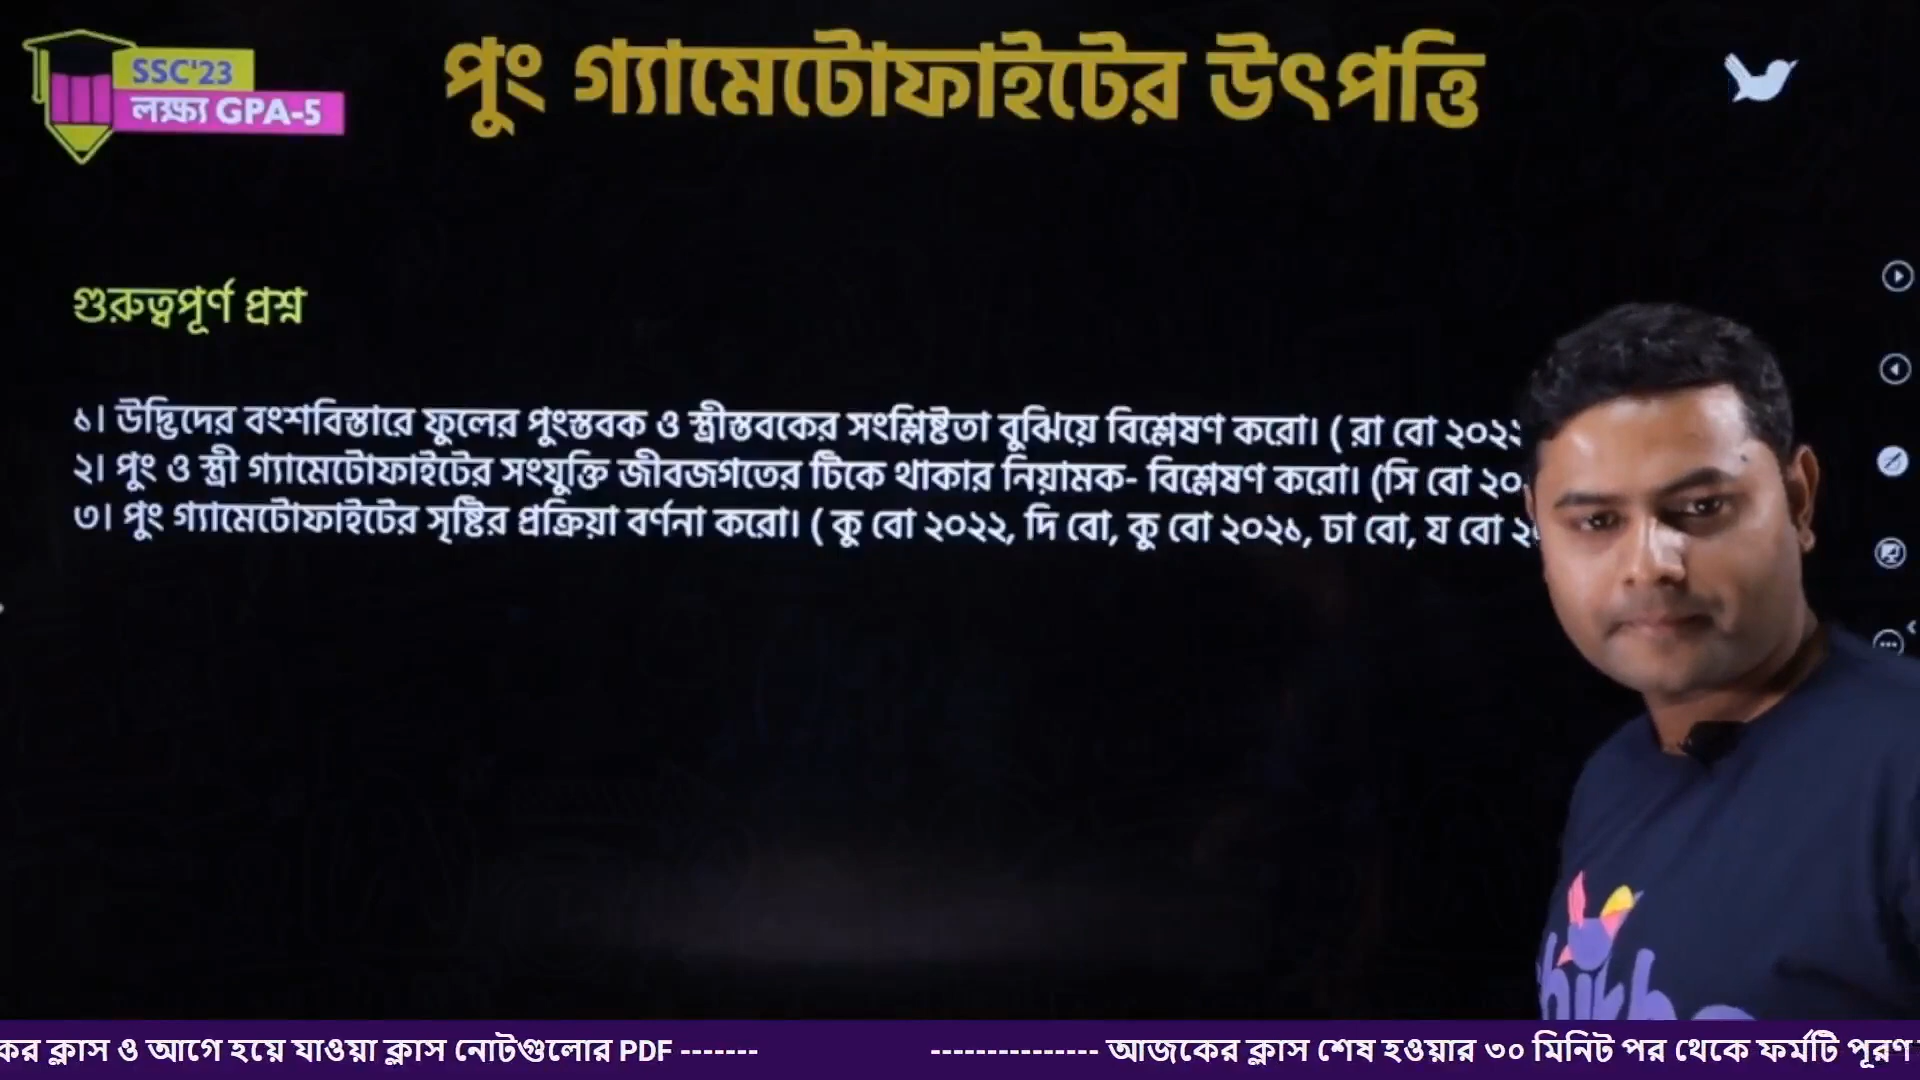 SSC'23
লক্ষ্য GPA-5
পুং গ্যামেটোফাইটের উৎপত্তি
গুরুত্বপূর্ণ প্রশ্ন
১। উদ্ভিদের বংশবিস্তারে ফুলের পুংস্তবক ও স্ত্রীস্তবকের সংশ্লিষ্টতা বুঝিয়ে বিশ্লেষণ করো। ( রা বো
২। পুং ও স্ত্রী গ্যামেটোফাইটের সংযুক্তি জীবজগতের টিকে থাকার নিয়ামক- বিশ্লেষণ করো। (সি বো
৩। পুং গ্যামেটোফাইটের সৃষ্টির প্রক্রিয়া বর্ণনা করো। ( কু বো ২০২২, দি বো, কু বো ২০২১, ঢা বো, য বো
ক্লাস ও আগে হয়ে যাওয়া ক্লাস নোটগুলোর PDF ------- --------------- আজকের ক্লাস শেষ হওয়ার ৩০ মিনিট পর থেকে ফর্মটি পূরণ